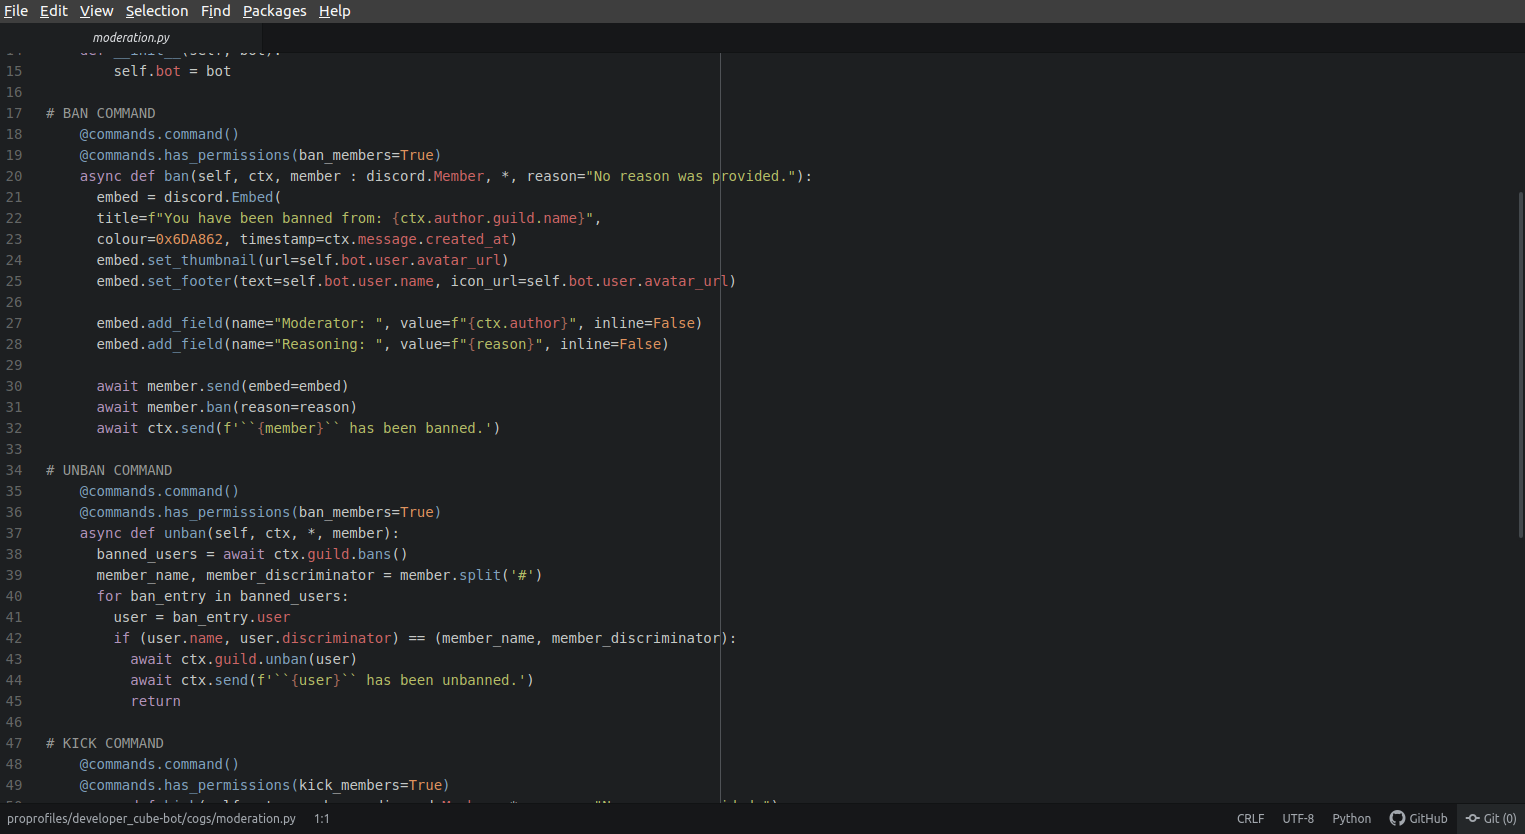 File Edit View Selection Find Packages Help
moderation.py
15 self.bot = bot
16
17 # BAN COMMAND
18 @commands.command()
19 @commands.has_permissions(ban_members=True)
20 async def ban(self, ctx, member : discord.Member, *, reason="No reason was provided."):
21 embed = discord.Embed(
22 title=f"You have been banned from: {ctx.author.guild.name}",
23 colour=0x6DA862, timestamp=ctx.message.created_at)
24 embed.set_thumbnail(url=self.bot.user.avatar_url)
25 embed.set_footer(text=self.bot.user.name, icon_url=self.bot.user.avatar_url)
26
27 embed.add_field(name="Moderator: ", value=f"{ctx.author}", inline=False)
28 embed.add_field(name="Reasoning: ", value=f"{reason}", inline=False)
29
30 await member.send(embed=embed)
31 await member.ban(reason=reason)
32 await ctx.send(f'``{member}`` has been banned.')
33
34 # UNBAN COMMAND
35 @commands.command()
36 @commands.has_permissions(ban_members=True)
37 async def unban(self, ctx, *, member):
38 banned_users = await ctx.guild.bans()
39 member_name, member_discriminator = member.split('#')
40 for ban_entry in banned_users:
41 user = ban_entry.user
42 if (user.name, user.discriminator) == (member_name, member_discriminator):
43 await ctx.guild.unban(user)
44 await ctx.send(f'``{user}`` has been unbanned.')
45 return
46
47 # KICK COMMAND
48 @commands.command()
49 @commands.has_permissions(kick_members=True)
proprofiles/developer_cube-bot/cogs/moderation.py 1:1 CRLF UTF-8 Python GitHub Git (0)